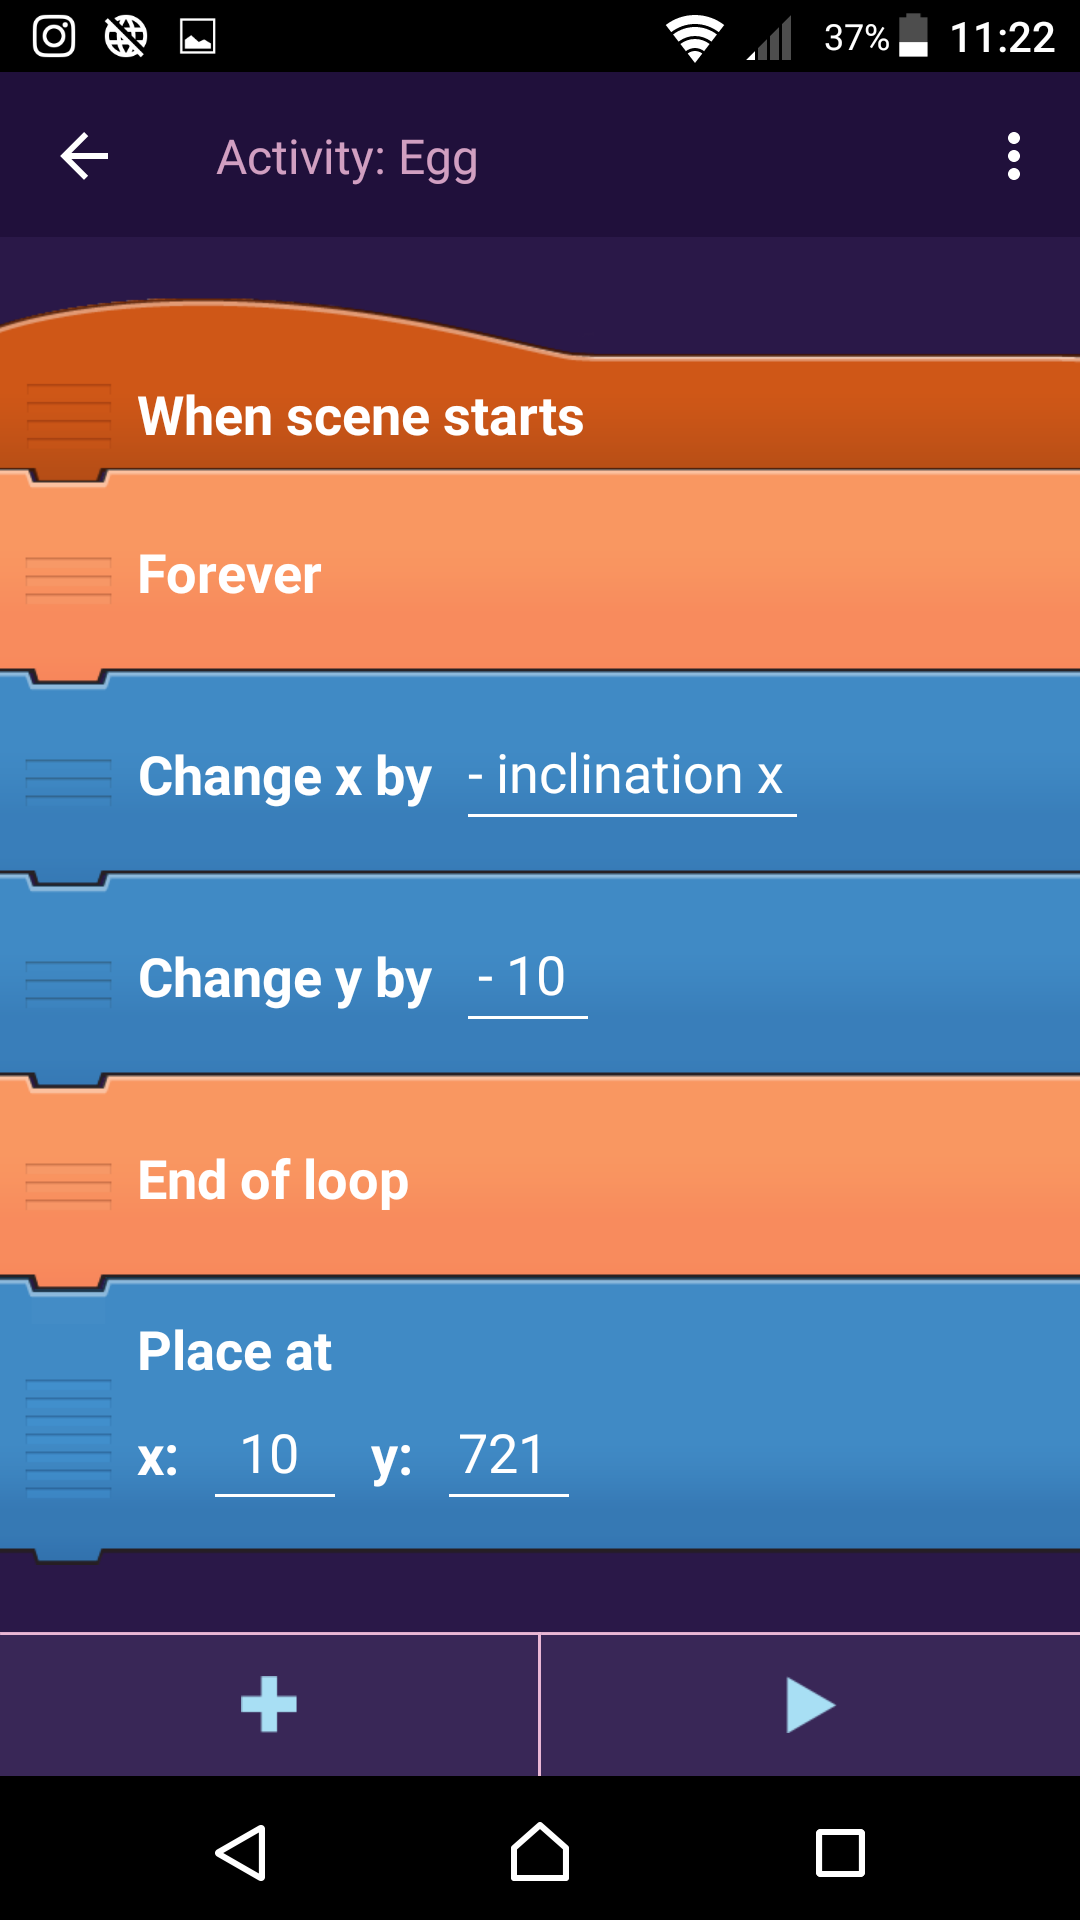 37% 11:22
Activity: Egg
When scene starts
Forever
Change x by - inclination x
Change y by - 10
End of loop
Place at
x: 10 y: 721